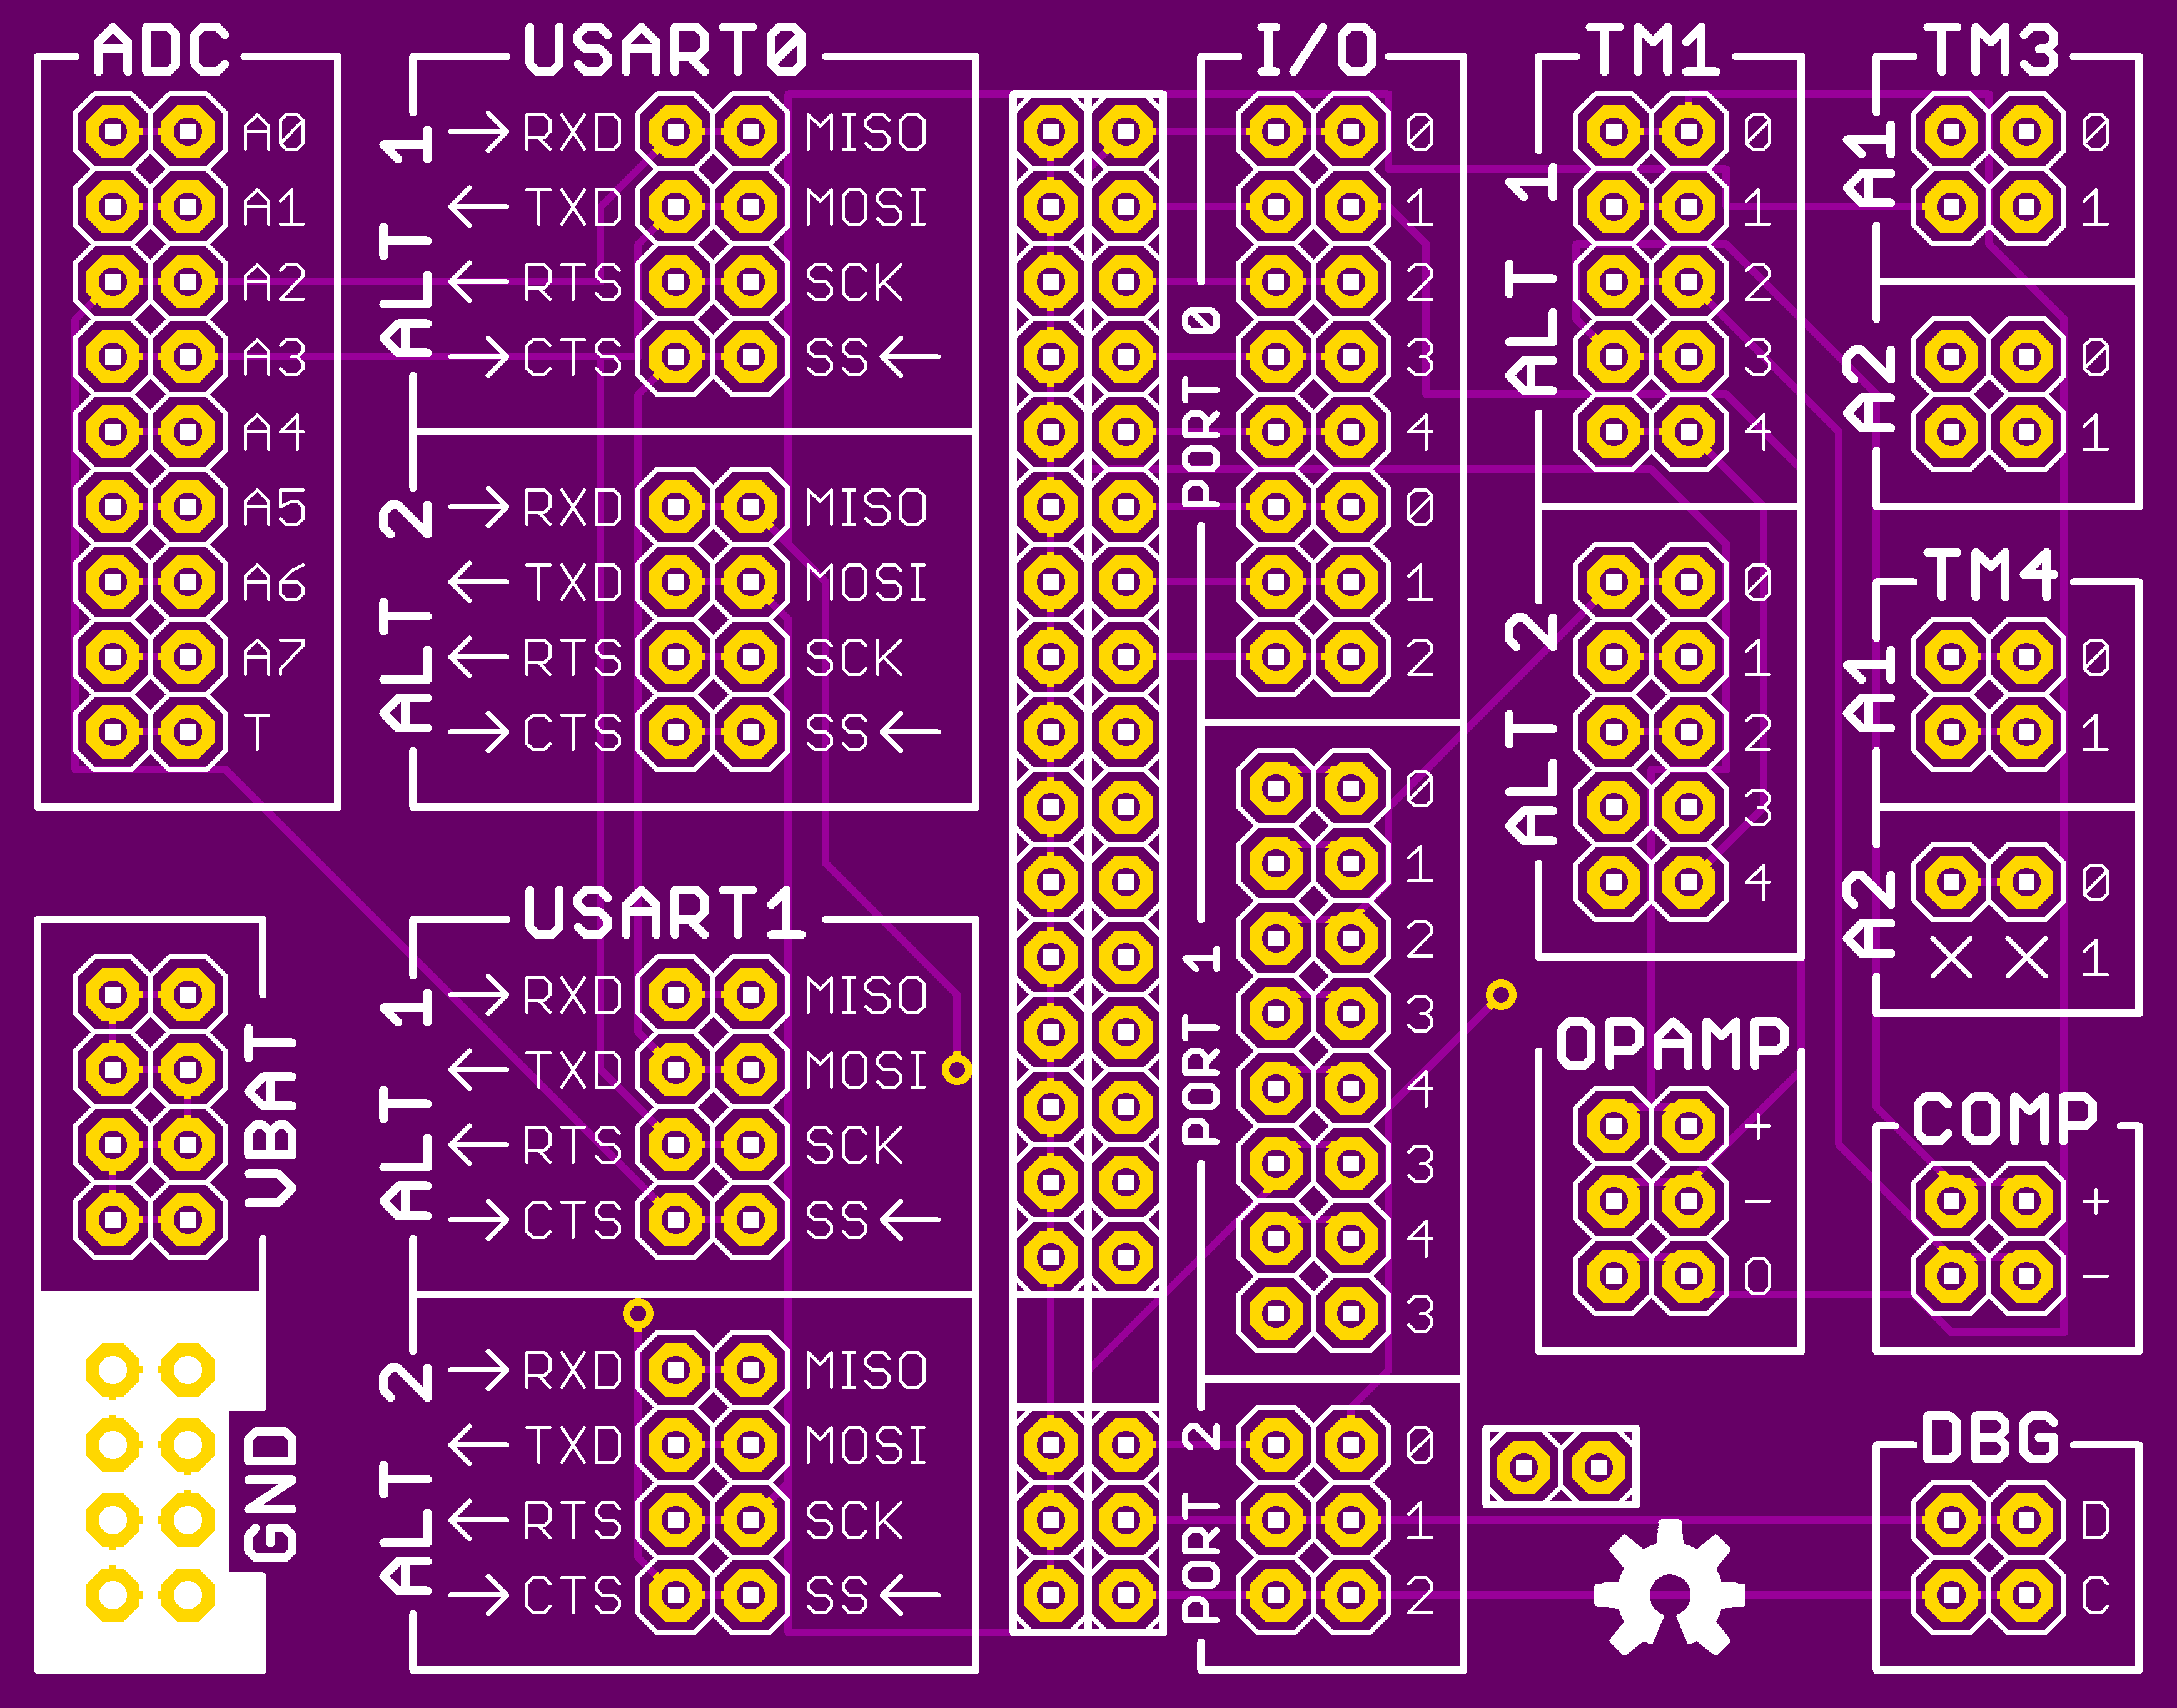 ADC
A0
A1
A2
A3
A4
A5
A6
A7
T
VBAT
GND
USART0
ALT 1
RXD MISO
TXD MOSI
RTS SCK
CTS SS
ALT 2
RXD MISO
TXD MOSI
RTS SCK
CTS SS
USART1
ALT 1
RXD MISO
TXD MOSI
RTS SCK
CTS SS
ALT 2
RXD MISO
TXD MOSI
RTS SCK
CTS SS
I/O
PORT 0
0
1
2
3
4
0
1
2
PORT 1
0
1
2
3
4
3
4
3
PORT 2
0
1
2
TM1
ALT 1
0
1
2
3
4
ALT 2
0
1
2
3
4
OPAMP
+
-
O
TM3
A1
0
1
A2
0
1
TM4
A1
0
1
A2
0
1
COMP
+
-
DBG
D
C